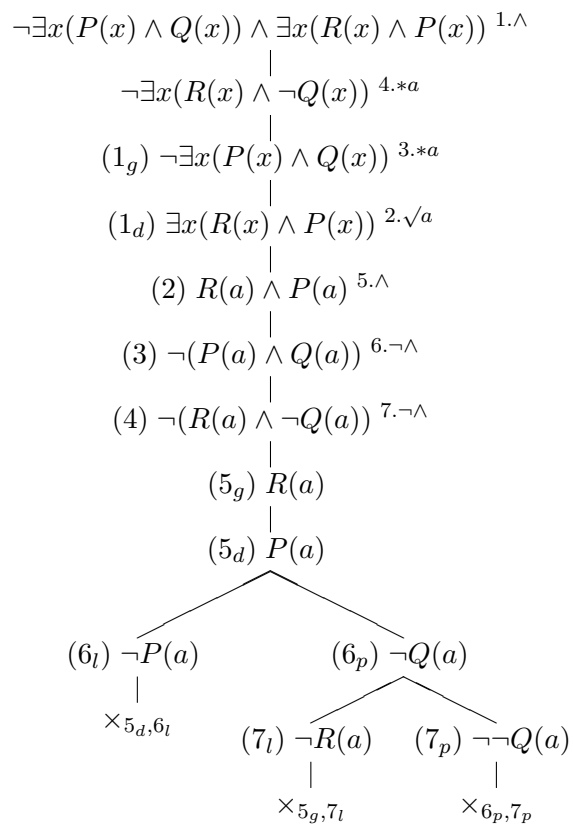 ¬∃x(P(x) ∧ Q(x)) ∧ ∃x(R(x) ∧ P(x)) 1.∧
¬∃x(R(x) ∧ ¬Q(x)) 4.∗a
(1g) ¬∃x(P(x) ∧ Q(x)) 3.∗a
(1d) ∃x(R(x) ∧ P(x)) 2.√a
(2) R(a) ∧ P(a) 5.∧
(3) ¬(P(a) ∧ Q(a)) 6.¬∧
(4) ¬(R(a) ∧ ¬Q(a)) 7.¬∧
(5g) R(a)
(5d) P(a)
(6l) ¬P(a) (6p) ¬Q(a)
×5d,6l
(7l) ¬R(a) (7p) ¬¬Q(a)
×5g,7l ×6p,7p